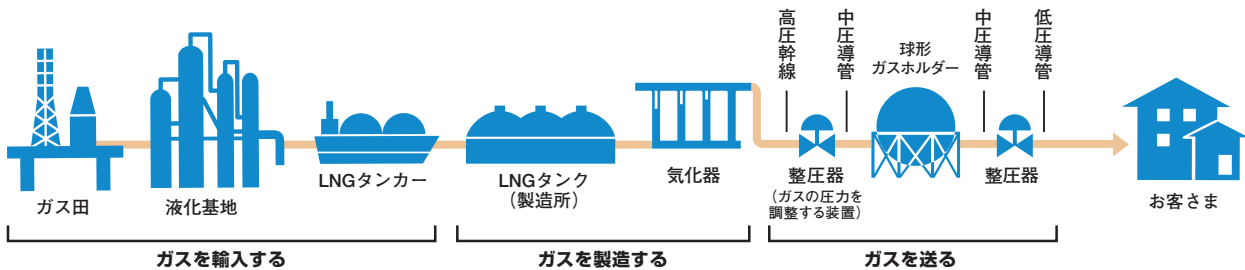 ガス田
液化基地
LNGタンカー
LNGタンク
（製造所）
気化器
高圧幹線
中圧導管
球形
ガスホルダー
中圧導管
低圧導管
整圧器
（ガスの圧力を
調整する装置）
整圧器
お客さま
ガスを輸入する
ガスを製造する
ガスを送る